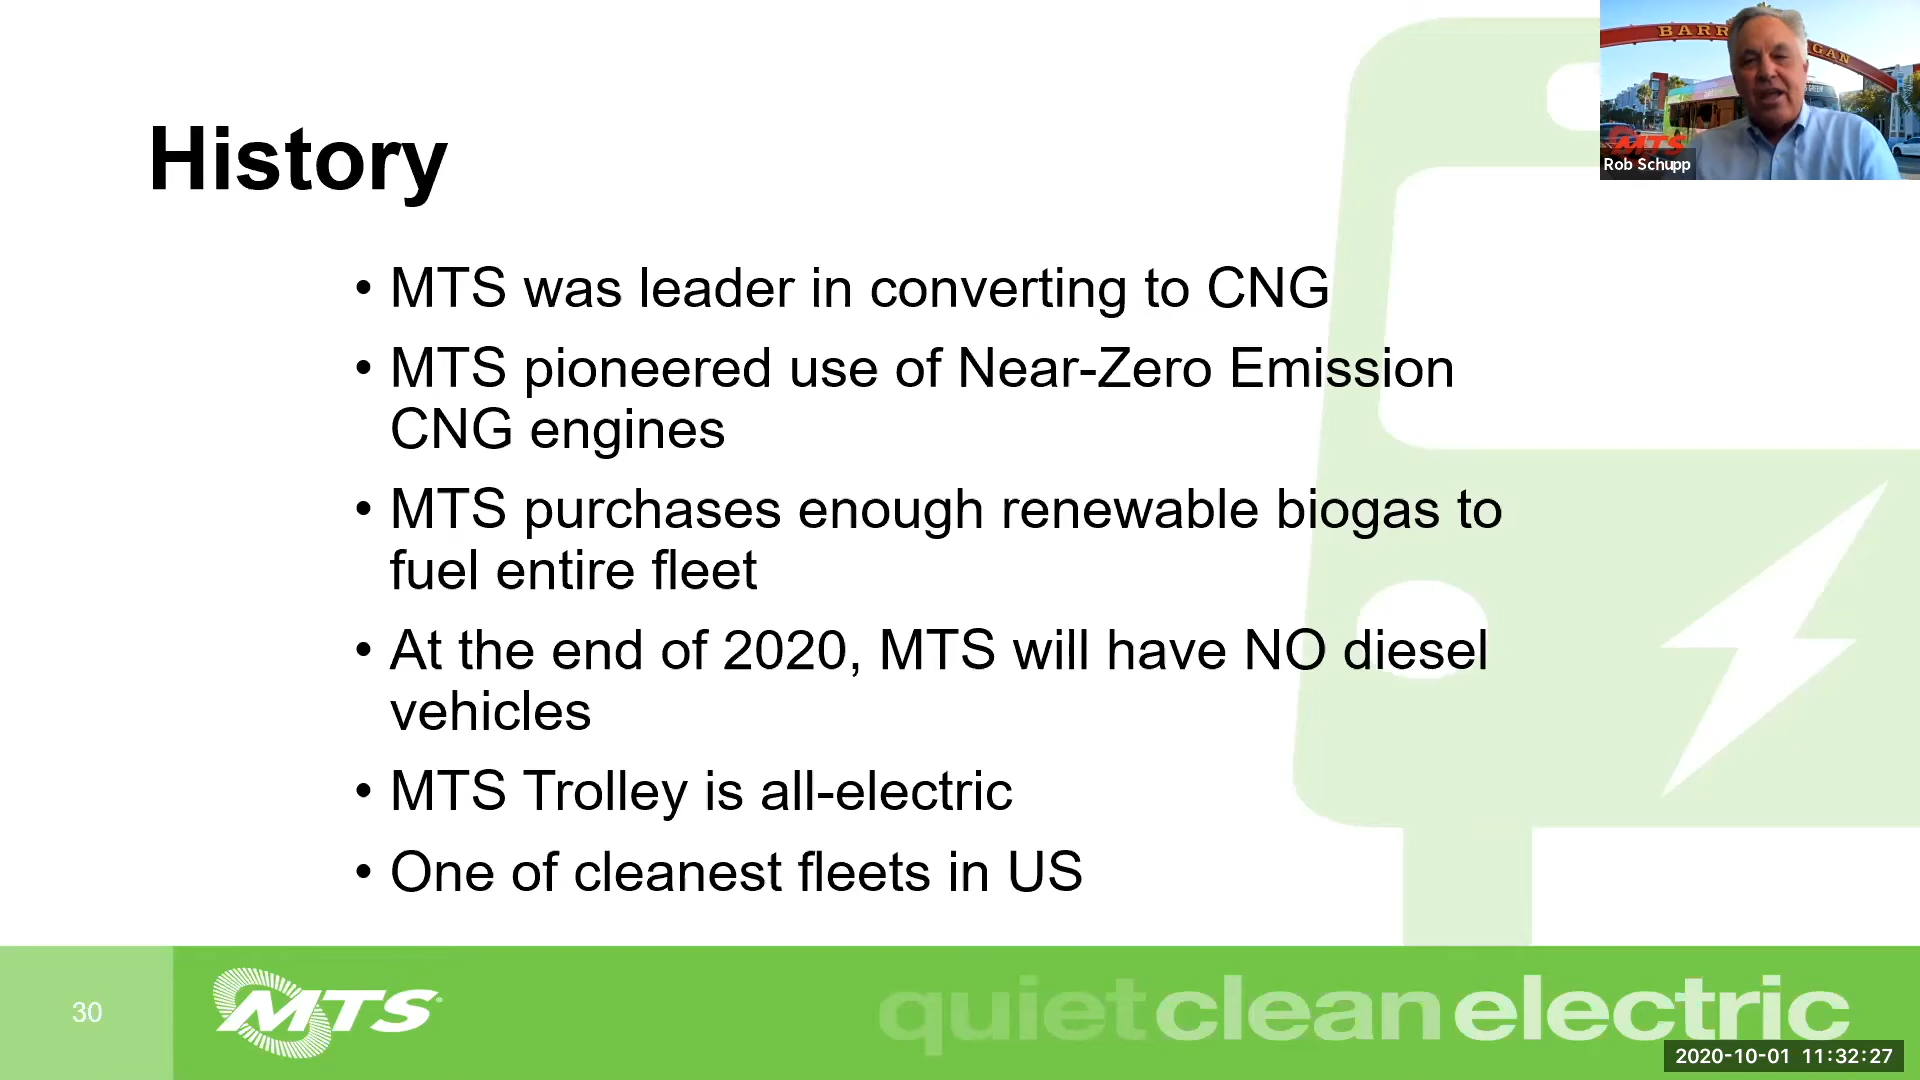 BARR
GAN
MTS
Rob Schupp
History
• MTS was leader in converting to CNG
• MTS pioneered use of Near-Zero Emission
CNG engines
• MTS purchases enough renewable biogas to
fuel entire fleet
• At the end of 2020, MTS will have NO diesel
vehicles
• MTS Trolley is all-electric
• One of cleanest fleets in US
30
MTS
quietcleanelectric
2020-10-01 11:32:27